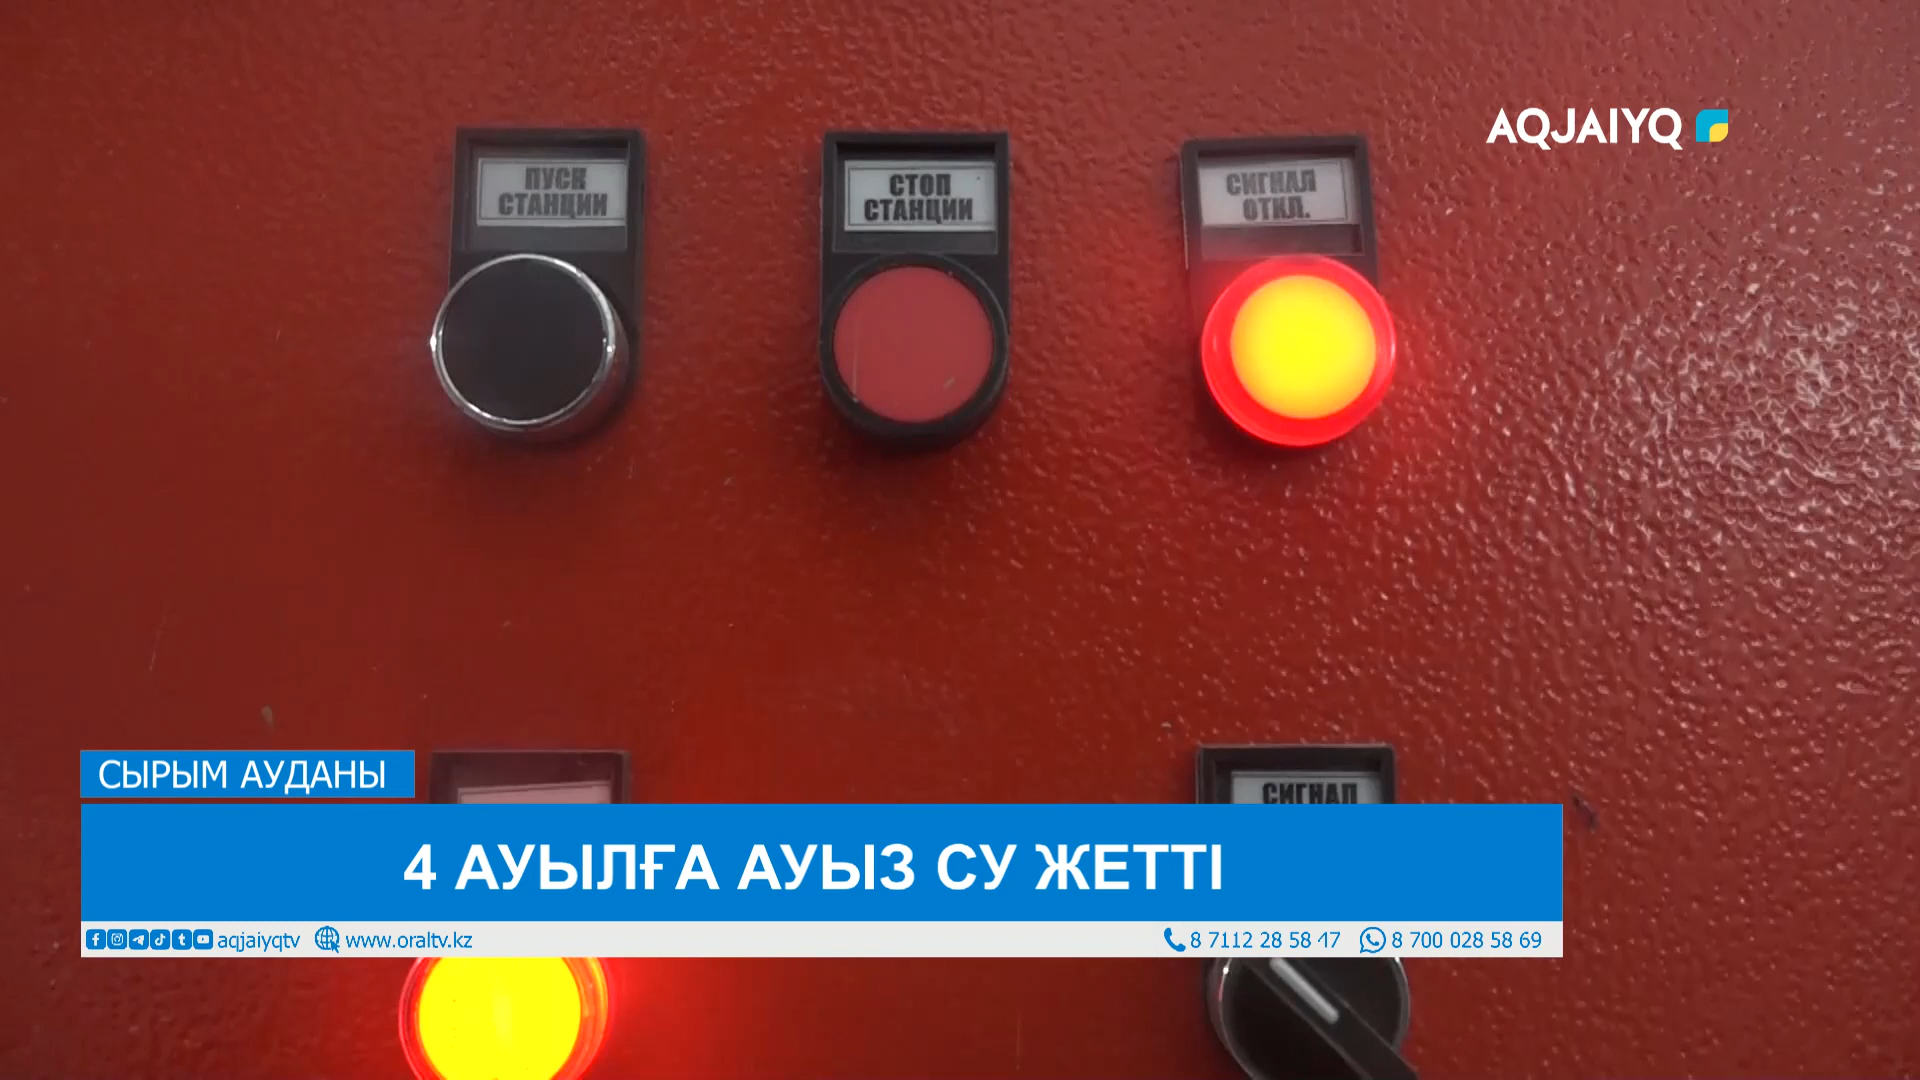 AQJAIYQ
ПУСК
СТАНЦИИ
СТОП
СТАНЦИИ
СИГНАЛ
ОТКЛ.
СЫРЫМ АУДАНЫ
СИГНАЛ
4 АУЫЛҒА АУЫЗ СУ ЖЕТТІ
aqjaiyqtv www.oraltv.kz 8 7112 28 58 47 8 700 028 58 69